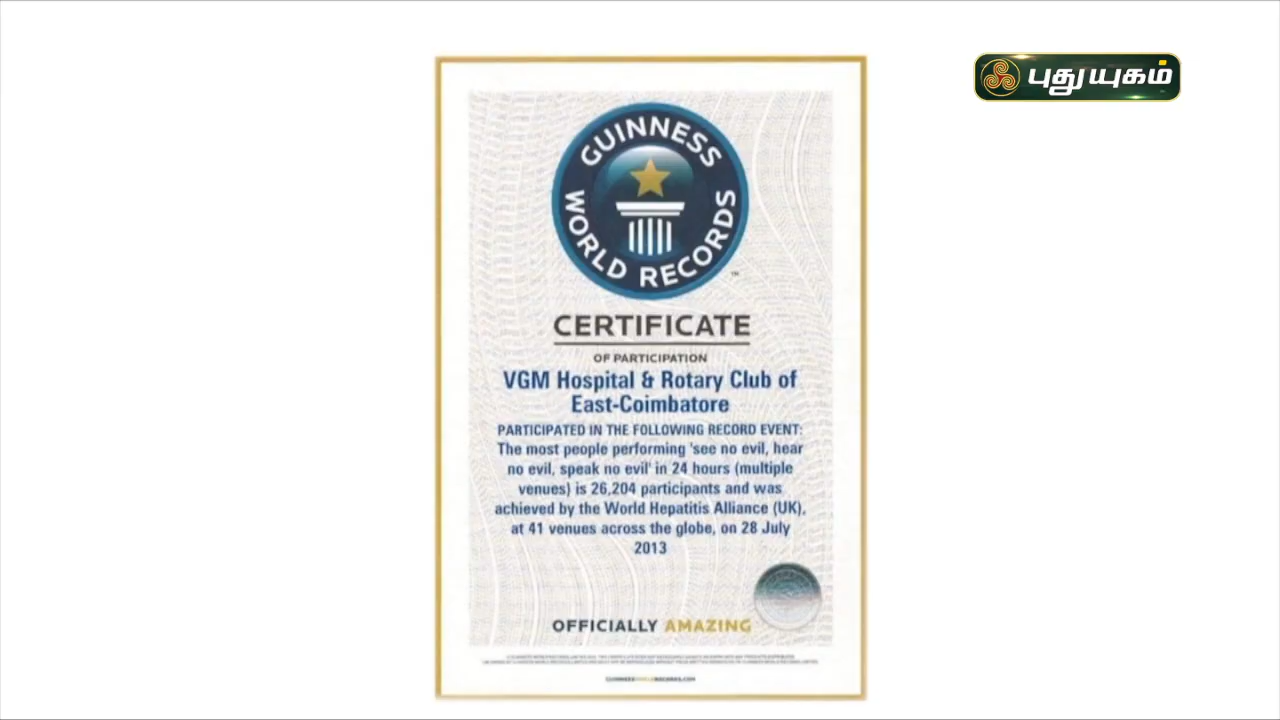 புதுயுகம்
GUINNESS
WORLD RECORDS
™
CERTIFICATE
OF PARTICIPATION
VGM Hospital & Rotary Club of
East-Coimbatore
PARTICIPATED IN THE FOLLOWING RECORD EVENT:
The most people performing 'see no evil, hear
no evil, speak no evil' in 24 hours (multiple
venues) is 26,204 participants and was
achieved by the World Hepatitis Alliance (UK),
at 41 venues across the globe, on 28 July
2013
OFFICIALLY AMAZING
GUINNESSWORLDRECORDS.COM